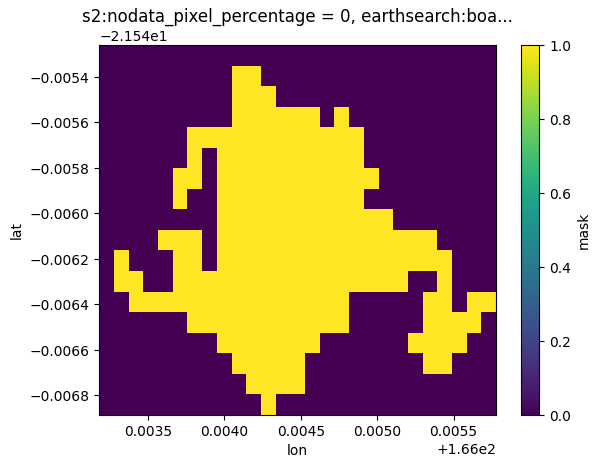 s2:nodata_pixel_percentage = 0, earthsearch:boa...
−2.154e1
−0.0054
−0.0056
−0.0058
−0.0060
−0.0062
−0.0064
−0.0066
−0.0068
lat
0.0035 0.0040 0.0045 0.0050 0.0055
lon
+1.66e2
1.0
0.8
0.6
0.4
0.2
0.0
mask